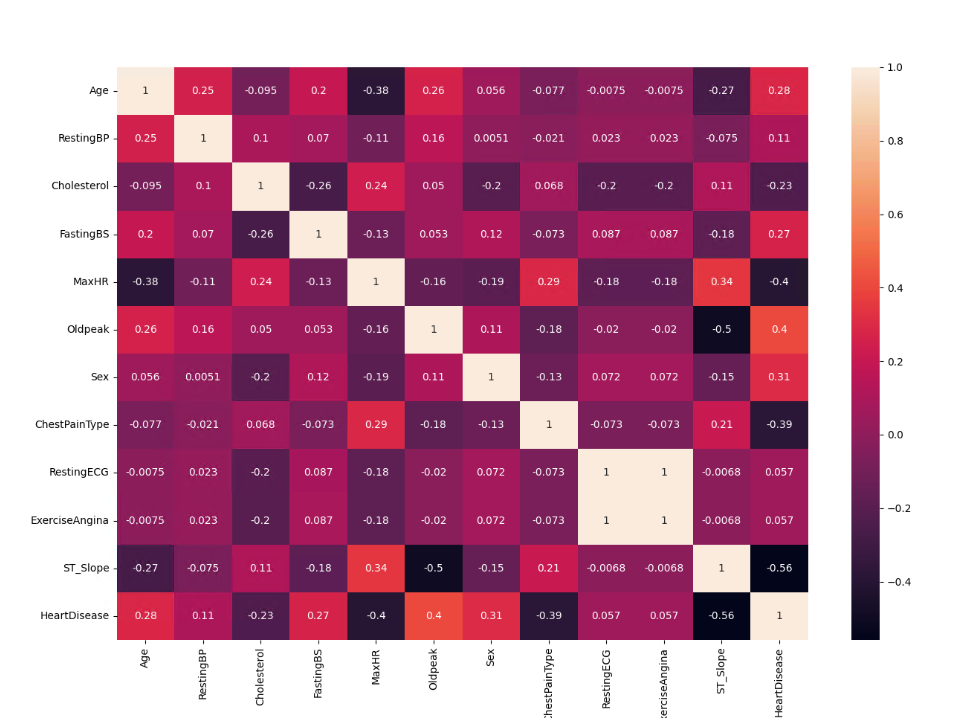 1.0
Age 1 0.25 -0.095 0.2 -0.38 0.26 0.056 -0.077 -0.0075 -0.0075 -0.27 0.28
RestingBP 0.25 1 0.1 0.07 -0.11 0.16 0.0051 -0.021 0.023 0.023 -0.075 0.11
0.8
Cholesterol -0.095 0.1 1 -0.26 0.24 0.05 -0.2 0.068 -0.2 -0.2 0.11 -0.23
0.6
FastingBS 0.2 0.07 -0.26 1 -0.13 0.053 0.12 -0.073 0.087 0.087 -0.18 0.27
MaxHR -0.38 -0.11 0.24 -0.13 1 -0.16 -0.19 0.29 -0.18 -0.18 0.34 -0.4
0.4
Oldpeak 0.26 0.16 0.05 0.053 -0.16 1 0.11 -0.18 -0.02 -0.02 -0.5 0.4
0.2
Sex 0.056 0.0051 -0.2 0.12 -0.19 0.11 1 -0.13 0.072 0.072 -0.15 0.31
ChestPainType -0.077 -0.021 0.068 -0.073 0.29 -0.18 -0.13 1 -0.073 -0.073 0.21 -0.39
0.0
RestingECG -0.0075 0.023 -0.2 0.087 -0.18 -0.02 0.072 -0.073 1 1 -0.0068 0.057
−0.2
ExerciseAngina -0.0075 0.023 -0.2 0.087 -0.18 -0.02 0.072 -0.073 1 1 -0.0068 0.057
ST_Slope -0.27 -0.075 0.11 -0.18 0.34 -0.5 -0.15 0.21 -0.0068 -0.0068 1 -0.56
−0.4
HeartDisease 0.28 0.11 -0.23 0.27 -0.4 0.4 0.31 -0.39 0.057 0.057 -0.56 1
Age
RestingBP
Cholesterol
FastingBS
MaxHR
Oldpeak
Sex
hestPainType
RestingECG
erciseAngina
ST_Slope
HeartDisease